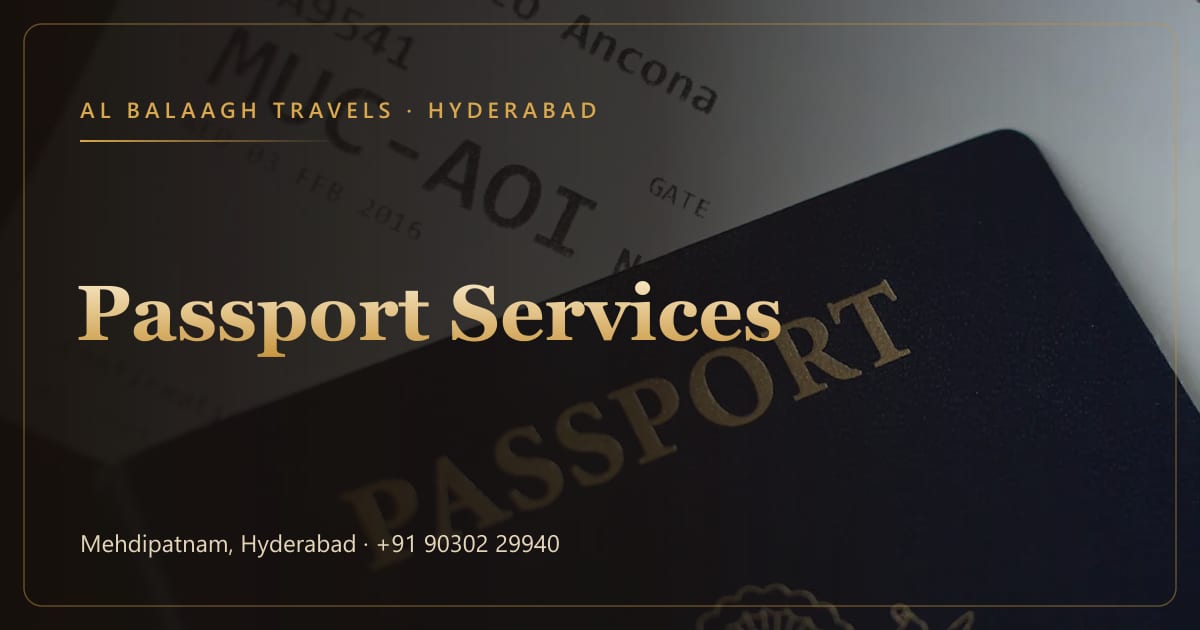 A9541
Ancona
AL BALAAGH TRAVELS · HYDERABAD
MUC-AOI
03 FEB 2016
GATE
Passport Services
PASSPORT
Mehdipatnam, Hyderabad · +91 90302 29940